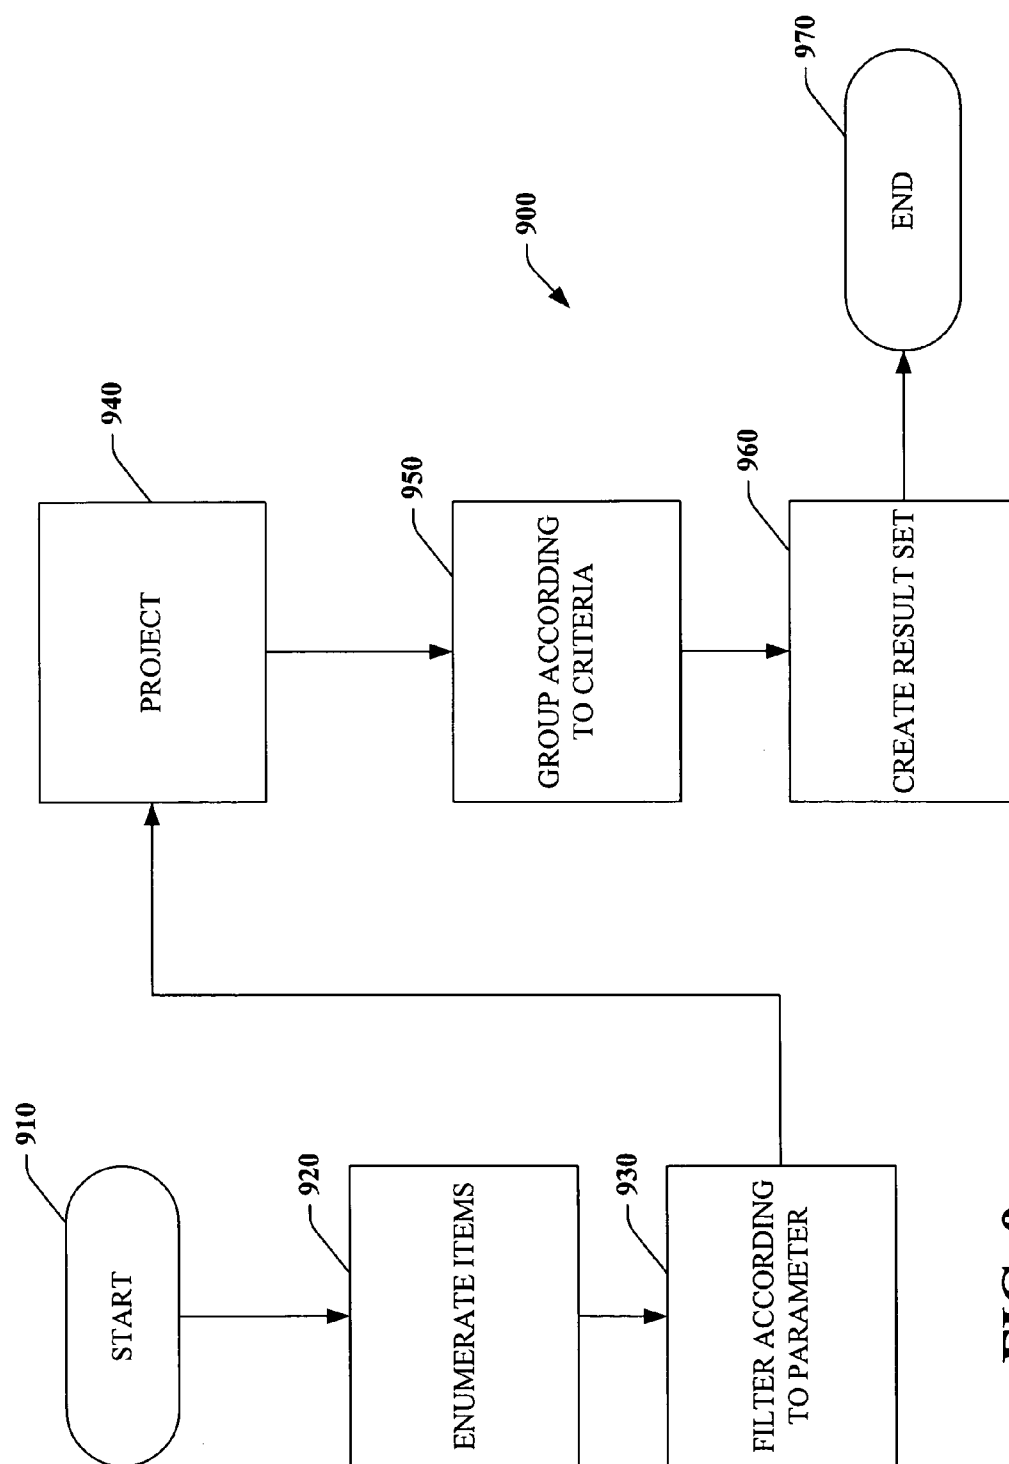 910
START
920
ENUMERATE ITEMS
930
FILTER ACCORDING
TO PARAMETER
940
PROJECT
950
GROUP ACCORDING
TO CRITERIA
960
CREATE RESULT SET
900
970
END
FIG.